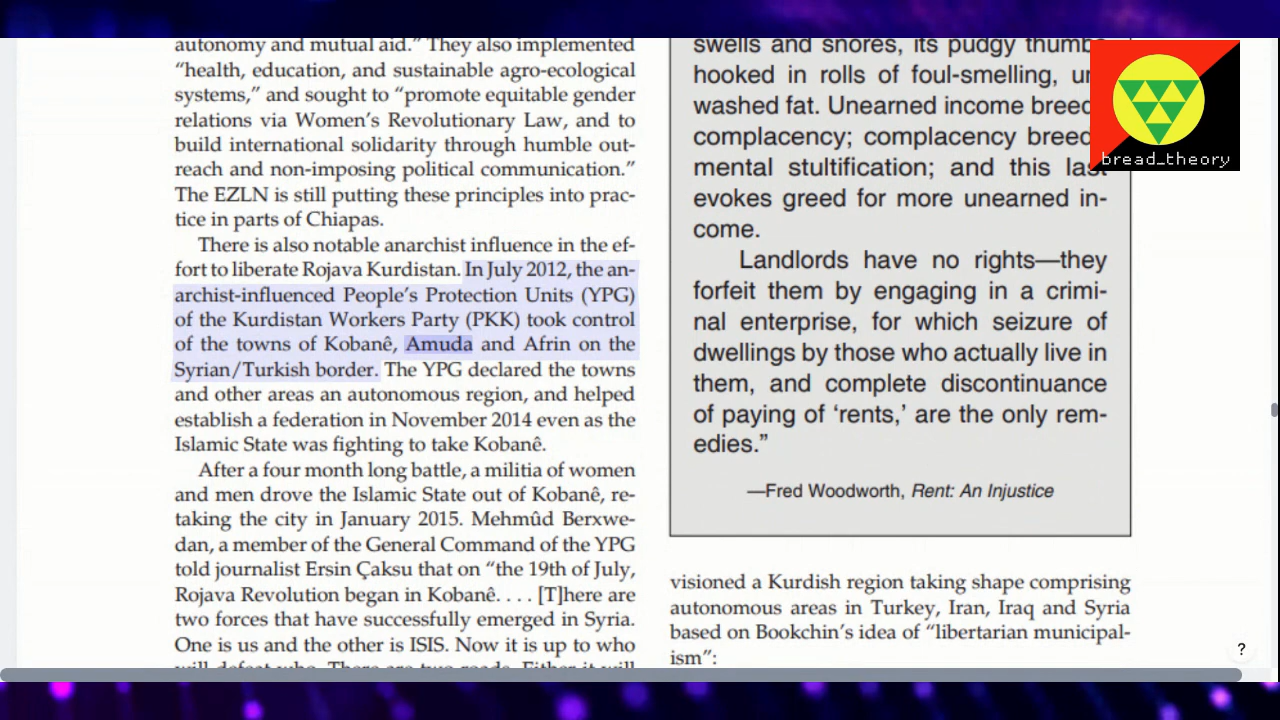 autonomy and mutual aid.” They also implemented
“health, education, and sustainable agro-ecological
systems,” and sought to “promote equitable gender
relations via Women’s Revolutionary Law, and to
build international solidarity through humble out-
reach and non-imposing political communication.”
The EZLN is still putting these principles into prac-
tice in parts of Chiapas.
There is also notable anarchist influence in the ef-
fort to liberate Rojava Kurdistan. In July 2012, the an-
archist-influenced People’s Protection Units (YPG)
of the Kurdistan Workers Party (PKK) took control
of the towns of Kobanê, Amuda and Afrin on the
Syrian/Turkish border. The YPG declared the towns
and other areas an autonomous region, and helped
establish a federation in November 2014 even as the
Islamic State was fighting to take Kobanê.
After a four month long battle, a militia of women
and men drove the Islamic State out of Kobanê, re-
taking the city in January 2015. Mehmûd Berxwe-
dan, a member of the General Command of the YPG
told journalist Ersin Çaksu that on “the 19th of July,
Rojava Revolution began in Kobanê. . . . [T]here are
two forces that have successfully emerged in Syria.
One is us and the other is ISIS. Now it is up to who
will defeat who. There are two roads. Either it will
swells and snores, its pudgy thumbs
hooked in rolls of foul-smelling, un
washed fat. Unearned income breed
complacency; complacency breed
mental stultification; and this last
evokes greed for more unearned in-
come.
Landlords have no rights—they
forfeit them by engaging in a crimi-
nal enterprise, for which seizure of
dwellings by those who actually live in
them, and complete discontinuance
of paying of ‘rents,’ are the only rem-
edies.”
—Fred Woodworth, Rent: An Injustice
visioned a Kurdish region taking shape comprising
autonomous areas in Turkey, Iran, Iraq and Syria
based on Bookchin’s idea of “libertarian municipal-
ism”:
bread_theory
?